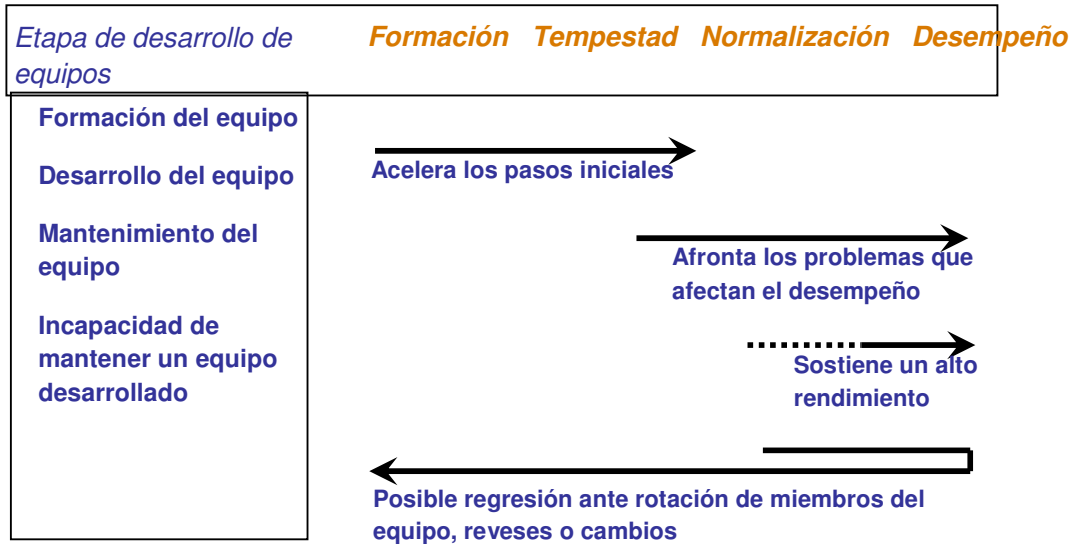 Etapa de desarrollo de
equipos
Formación Tempestad Normalización Desempeño
Formación del equipo
Desarrollo del equipo
Mantenimiento del
equipo
Incapacidad de
mantener un equipo
desarrollado
Acelera los pasos iniciales
Afronta los problemas que
afectan el desempeño
Sostiene un alto
rendimiento
Posible regresión ante rotación de miembros del
equipo, reveses o cambios